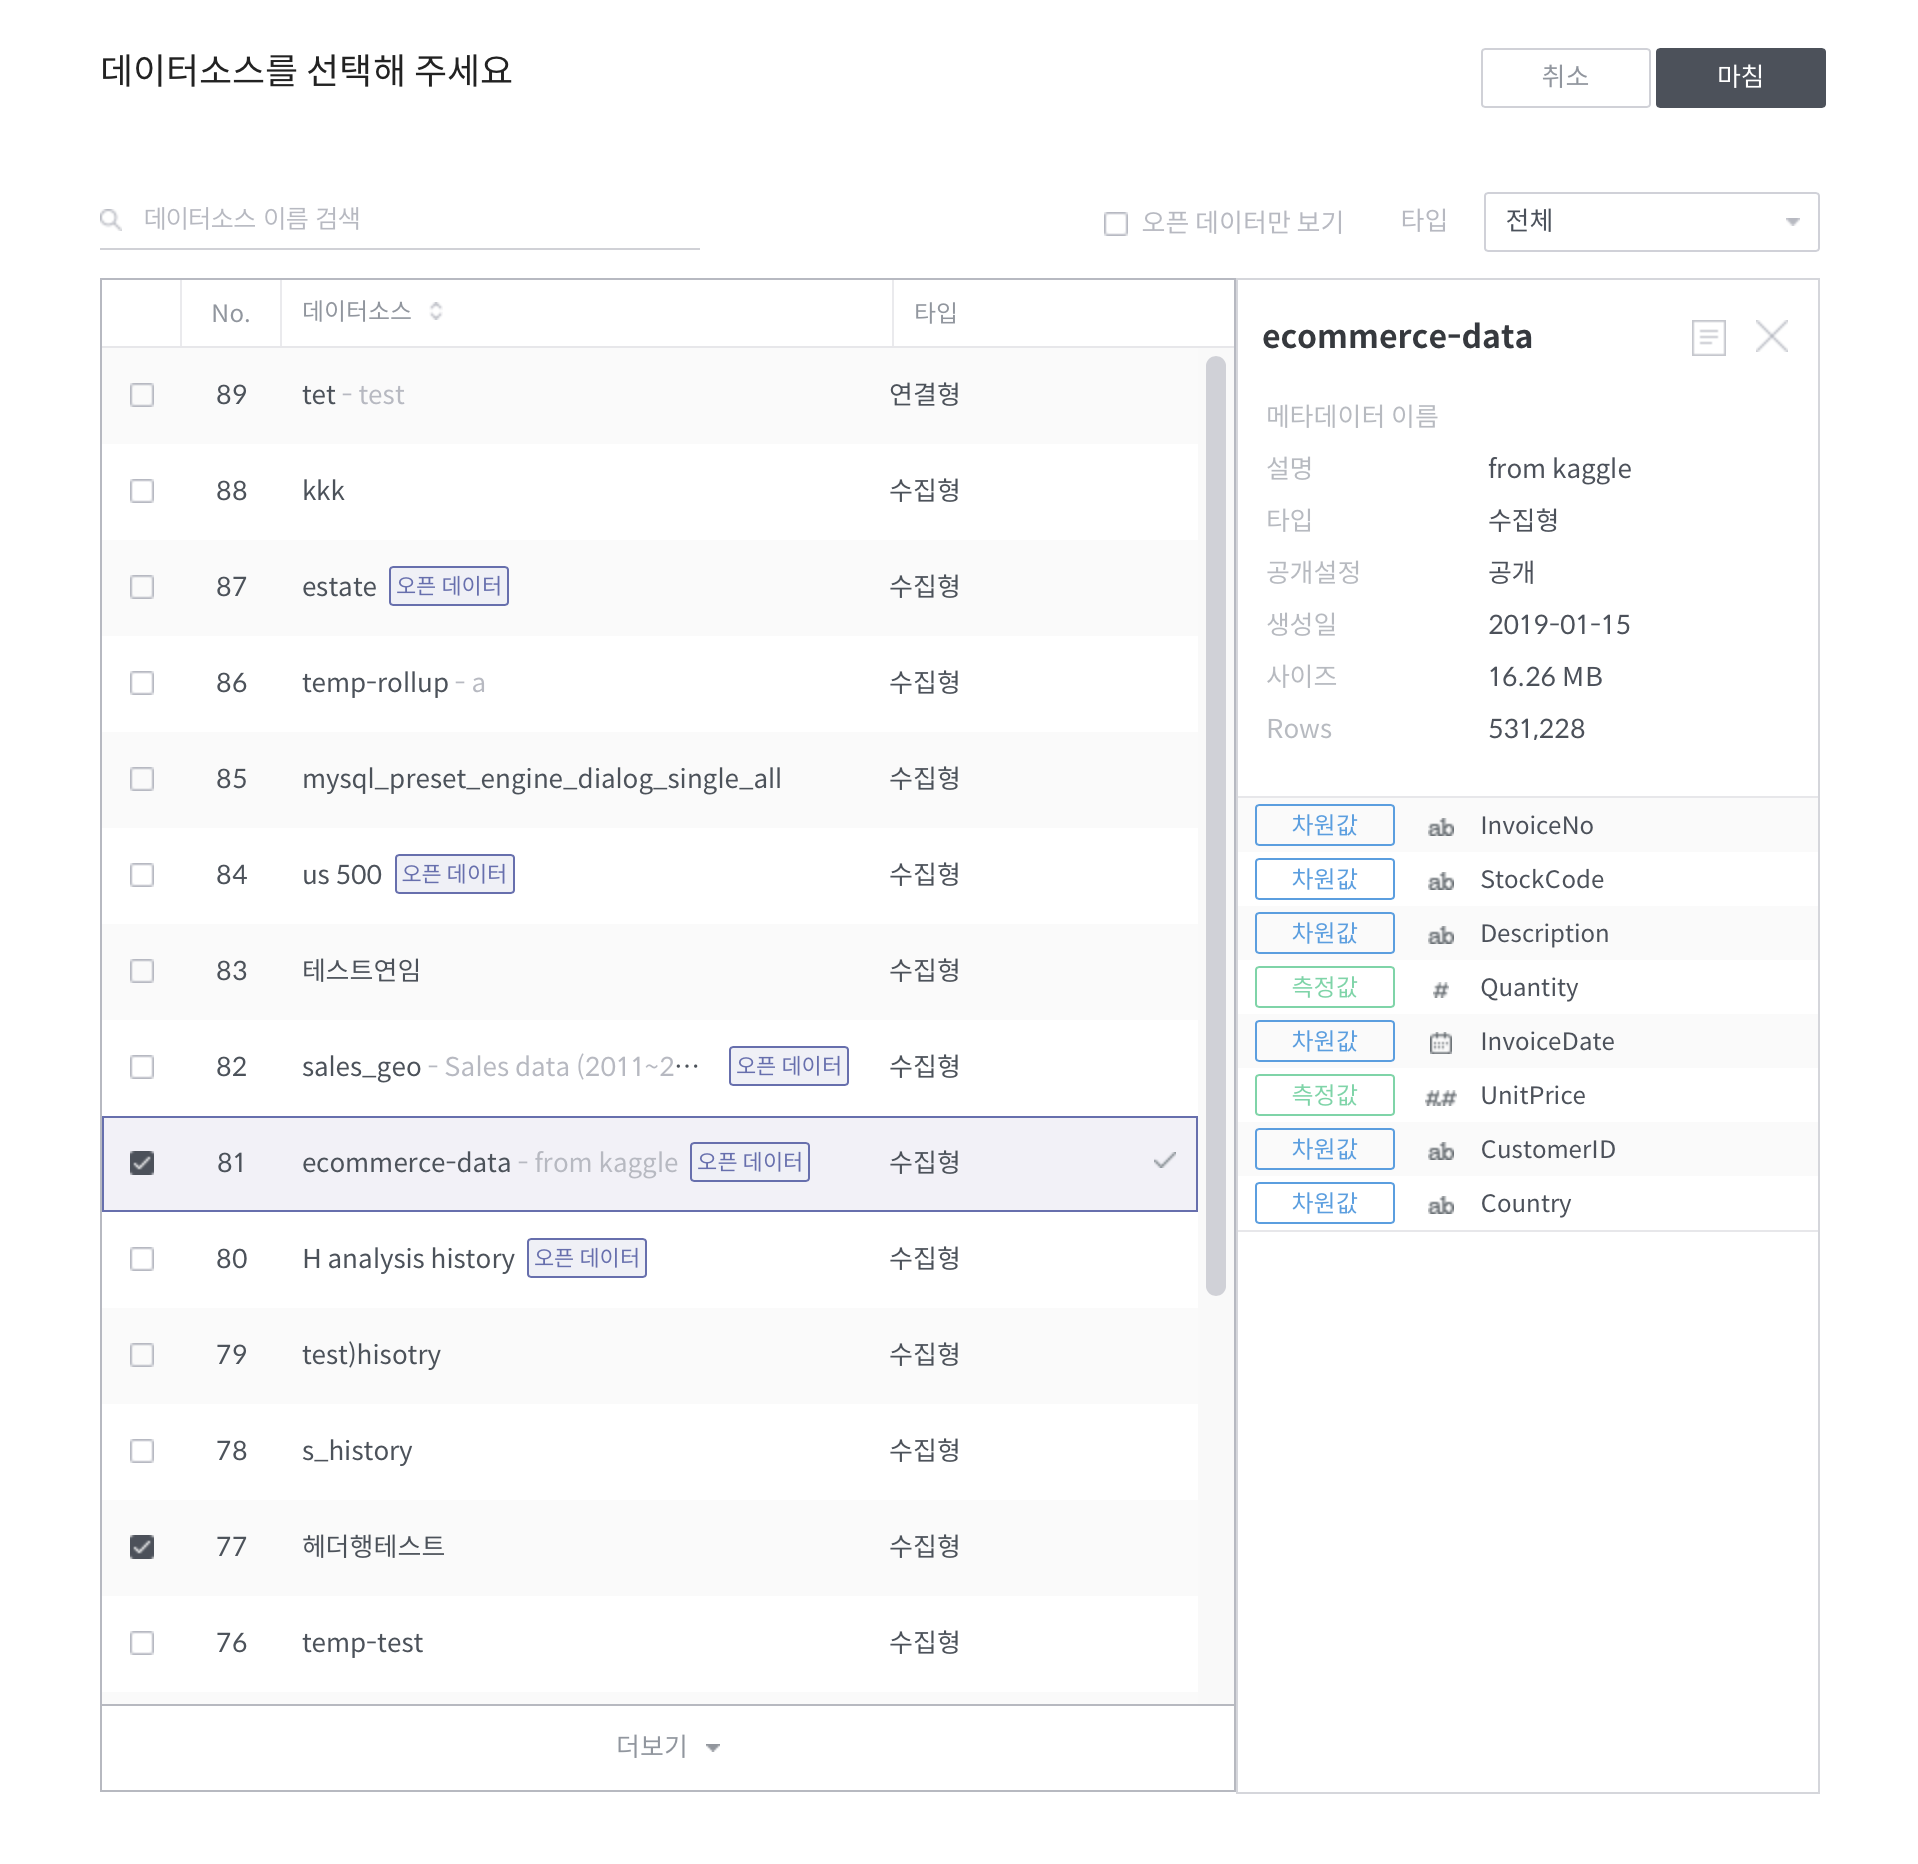 데이터소스를 선택해 주세요
취소
마침
데이터소스 이름 검색
오픈 데이터만 보기
타입
전체
No.
데이터소스
타입
89 tet - test 연결형
88 kkk 수집형
87 estate 오픈 데이터 수집형
86 temp-rollup - a 수집형
85 mysql_preset_engine_dialog_single_all 수집형
84 us 500 오픈 데이터 수집형
83 테스트연임 수집형
82 sales_geo - Sales data (2011~2··· 오픈 데이터 수집형
81 ecommerce-data - from kaggle 오픈 데이터 수집형
80 H analysis history 오픈 데이터 수집형
79 test)hisotry 수집형
78 s_history 수집형
77 헤더행테스트 수집형
76 temp-test 수집형
더보기
ecommerce-data
메타데이터 이름
설명 from kaggle
타입 수집형
공개설정 공개
생성일 2019-01-15
사이즈 16.26 MB
Rows 531,228
차원값 ab InvoiceNo
차원값 ab StockCode
차원값 ab Description
측정값 # Quantity
차원값 InvoiceDate
측정값 #.# UnitPrice
차원값 ab CustomerID
차원값 ab Country